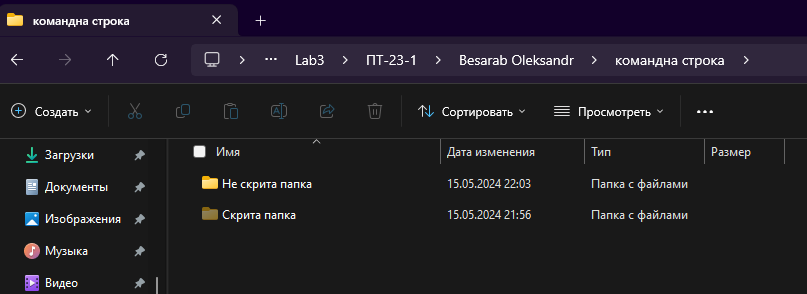 командна строка
Lab3 ПТ-23-1 Besarab Oleksandr командна строка
Создать Сортировать Просмотреть
Имя Дата изменения Тип Размер
Загрузки
Документы
Изображения
Музыка
Видео
Не скрита папка 15.05.2024 22:03 Папка с файлами
Скрита папка 15.05.2024 21:56 Папка с файлами